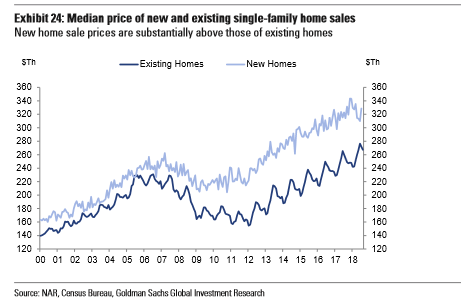 Exhibit 24: Median price of new and existing single-family home sales
New home sale prices are substantially above those of existing homes
$Th $Th
Existing Homes New Homes
360 360
340 340
320 320
300 300
280 280
260 260
240 240
220 220
200 200
180 180
160 160
140 140
120 120
00 01 02 03 04 05 06 07 08 09 10 11 12 13 14 15 16 17 18
Source: NAR, Census Bureau, Goldman Sachs Global Investment Research